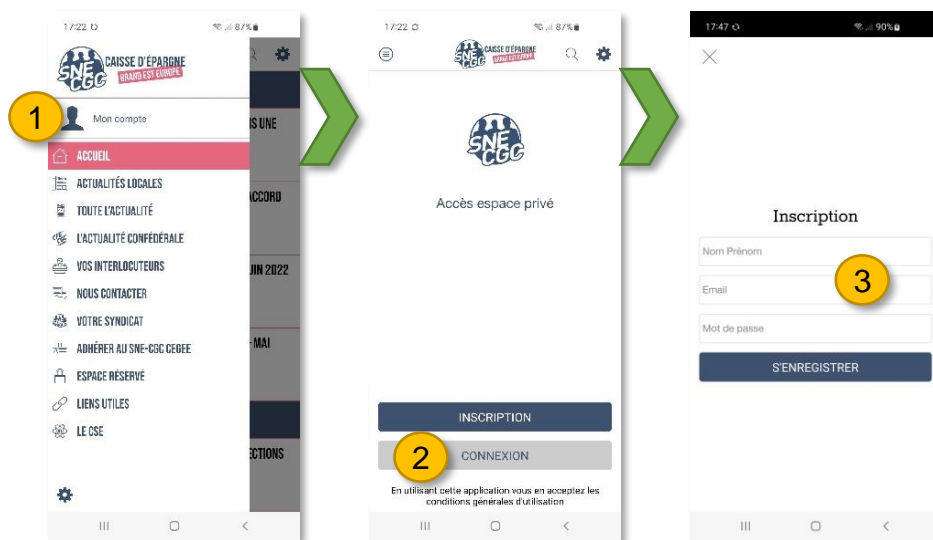 17:22
87%
SNE CGC
CAISSE D'ÉPARGNE
GRAND EST EUROPE
1
Mon compte
ACCUEIL
ACTUALITÉS LOCALES
TOUTE L'ACTUALITÉ
L'ACTUALITÉ CONFÉDÉRALE
VOS INTERLOCUTEURS
NOUS CONTACTER
VOTRE SYNDICAT
ADHÉRER AU SNE-CGC CEGEE
ESPACE RÉSERVÉ
LIENS UTILES
LE CSE
S UNE
ACCORD
JUIN 2022
- MAI
ECTIONS
17:22
87%
SNE CGC
CAISSE D'ÉPARGNE
GRAND EST EUROPE
SNE CGC
Accès espace privé
INSCRIPTION
2
CONNEXION
En utilisant cette application vous en acceptez les
conditions générales d'utilisation
17:47
90%
Inscription
Nom Prénom
3
Email
Mot de passe
S'ENREGISTRER